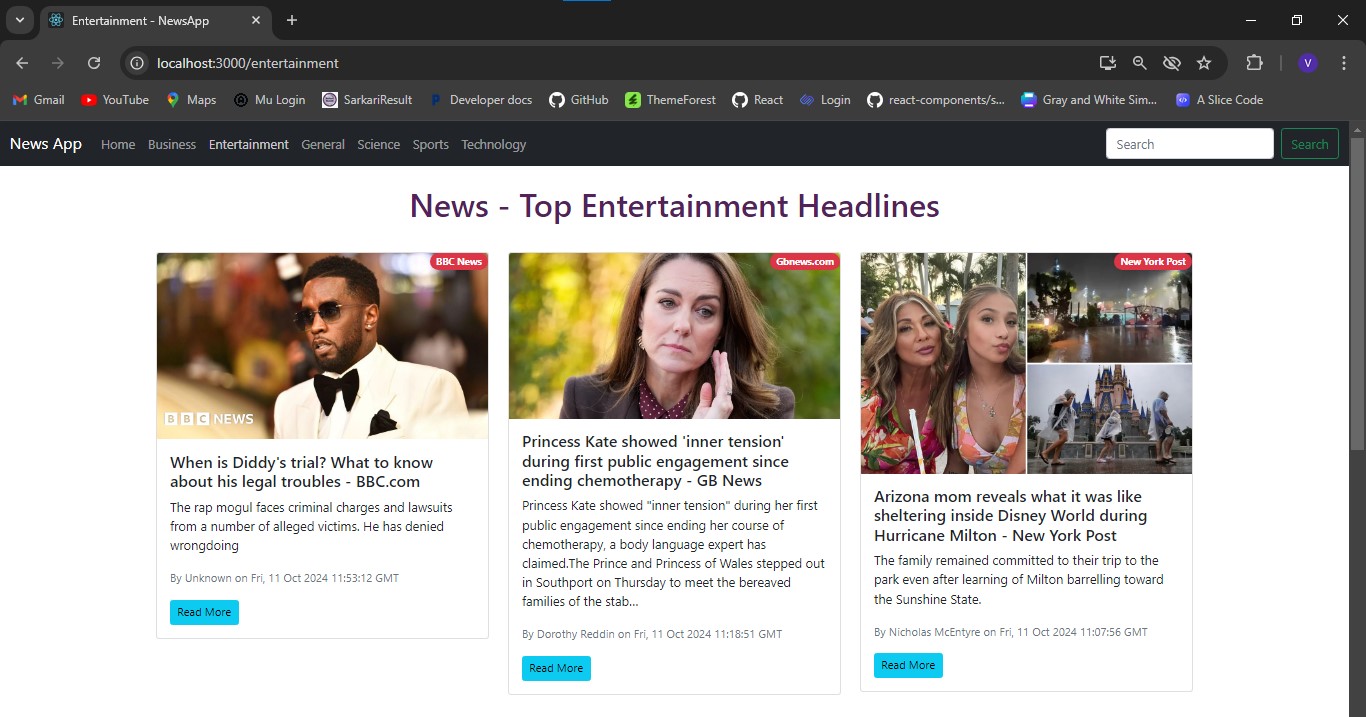 Entertainment - NewsApp
localhost:3000/entertainment
V
Gmail YouTube Maps Mu Login SarkariResult Developer docs GitHub ThemeForest React Login react-components/s... Gray and White Sim... A Slice Code
News App Home Business Entertainment General Science Sports Technology Search Search
News - Top Entertainment Headlines
BBC News
BBC NEWS
When is Diddy's trial? What to know
about his legal troubles - BBC.com
The rap mogul faces criminal charges and lawsuits
from a number of alleged victims. He has denied
wrongdoing
By Unknown on Fri, 11 Oct 2024 11:53:12 GMT
Read More
Gbnews.com
Princess Kate showed 'inner tension'
during first public engagement since
ending chemotherapy - GB News
Princess Kate showed "inner tension" during her first
public engagement since ending her course of
chemotherapy, a body language expert has
claimed.The Prince and Princess of Wales stepped out
in Southport on Thursday to meet the bereaved
families of the stab...
By Dorothy Reddin on Fri, 11 Oct 2024 11:18:51 GMT
Read More
New York Post
Arizona mom reveals what it was like
sheltering inside Disney World during
Hurricane Milton - New York Post
The family remained committed to their trip to the
park even after learning of Milton barrelling toward
the Sunshine State.
By Nicholas McEntyre on Fri, 11 Oct 2024 11:07:56 GMT
Read More